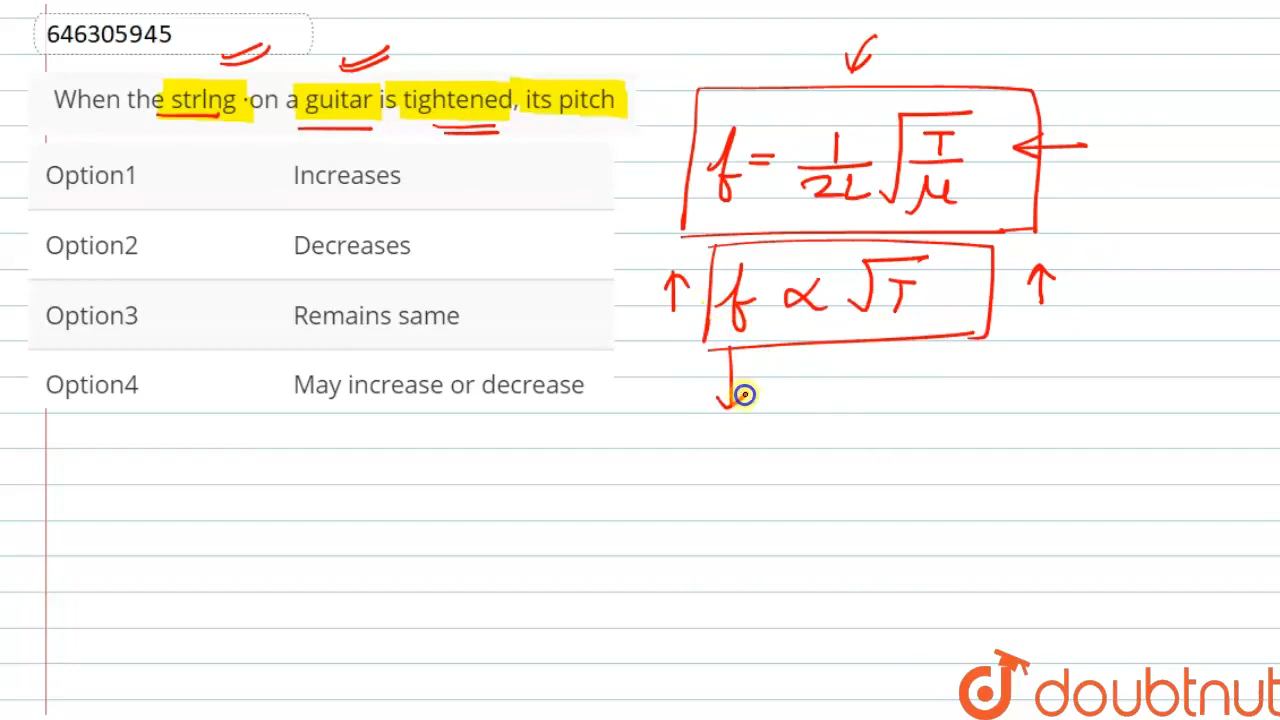 646305945
When the strlng ·on a guitar is tightened, its pitch
Option1 Increases
Option2 Decreases
Option3 Remains same
Option4 May increase or decrease
f = 1/2L √T/μ
f ∝ √T
doubtnut